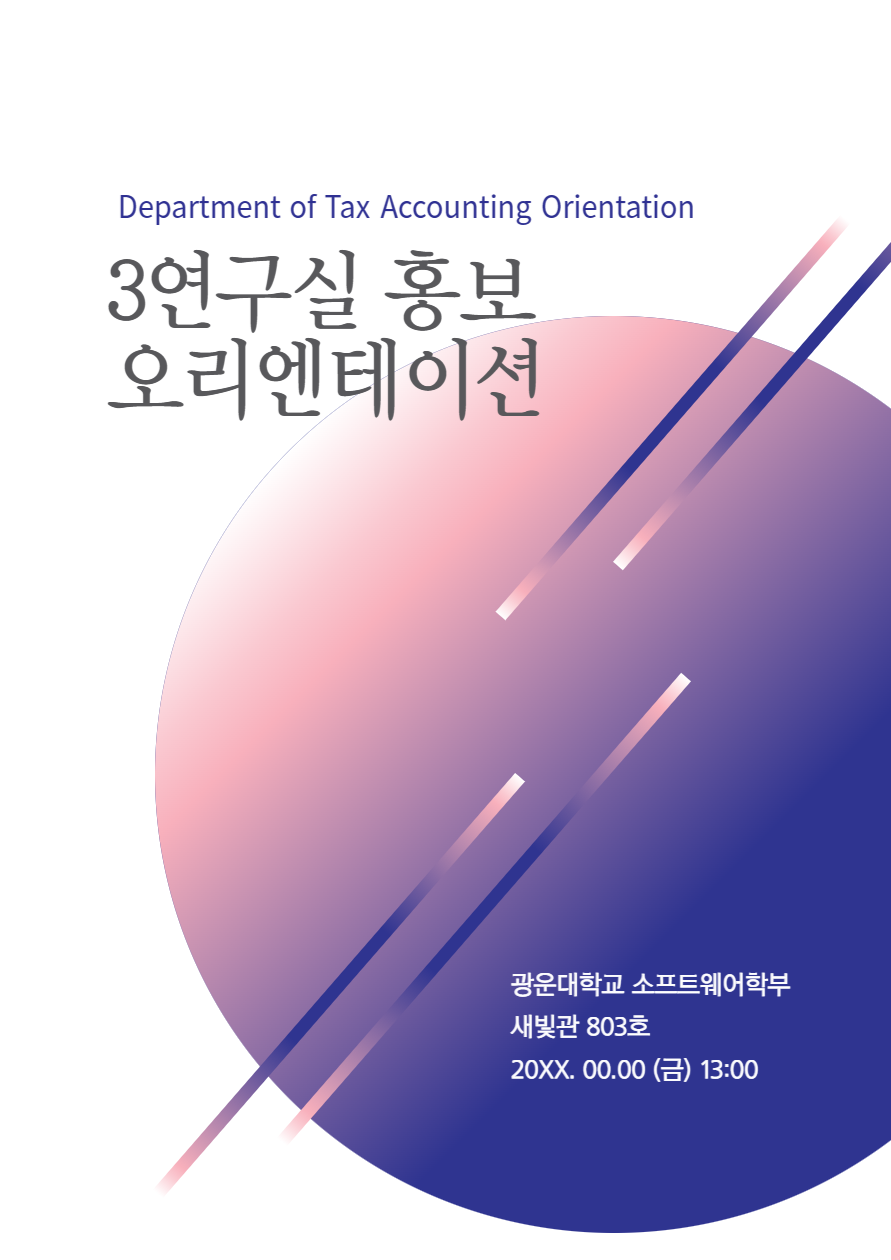 Department of Tax Accounting Orientation
3연구실 홍보
오리엔테이션
광운대학교 소프트웨어학부
새빛관 803호
20XX. 00.00 (금) 13:00